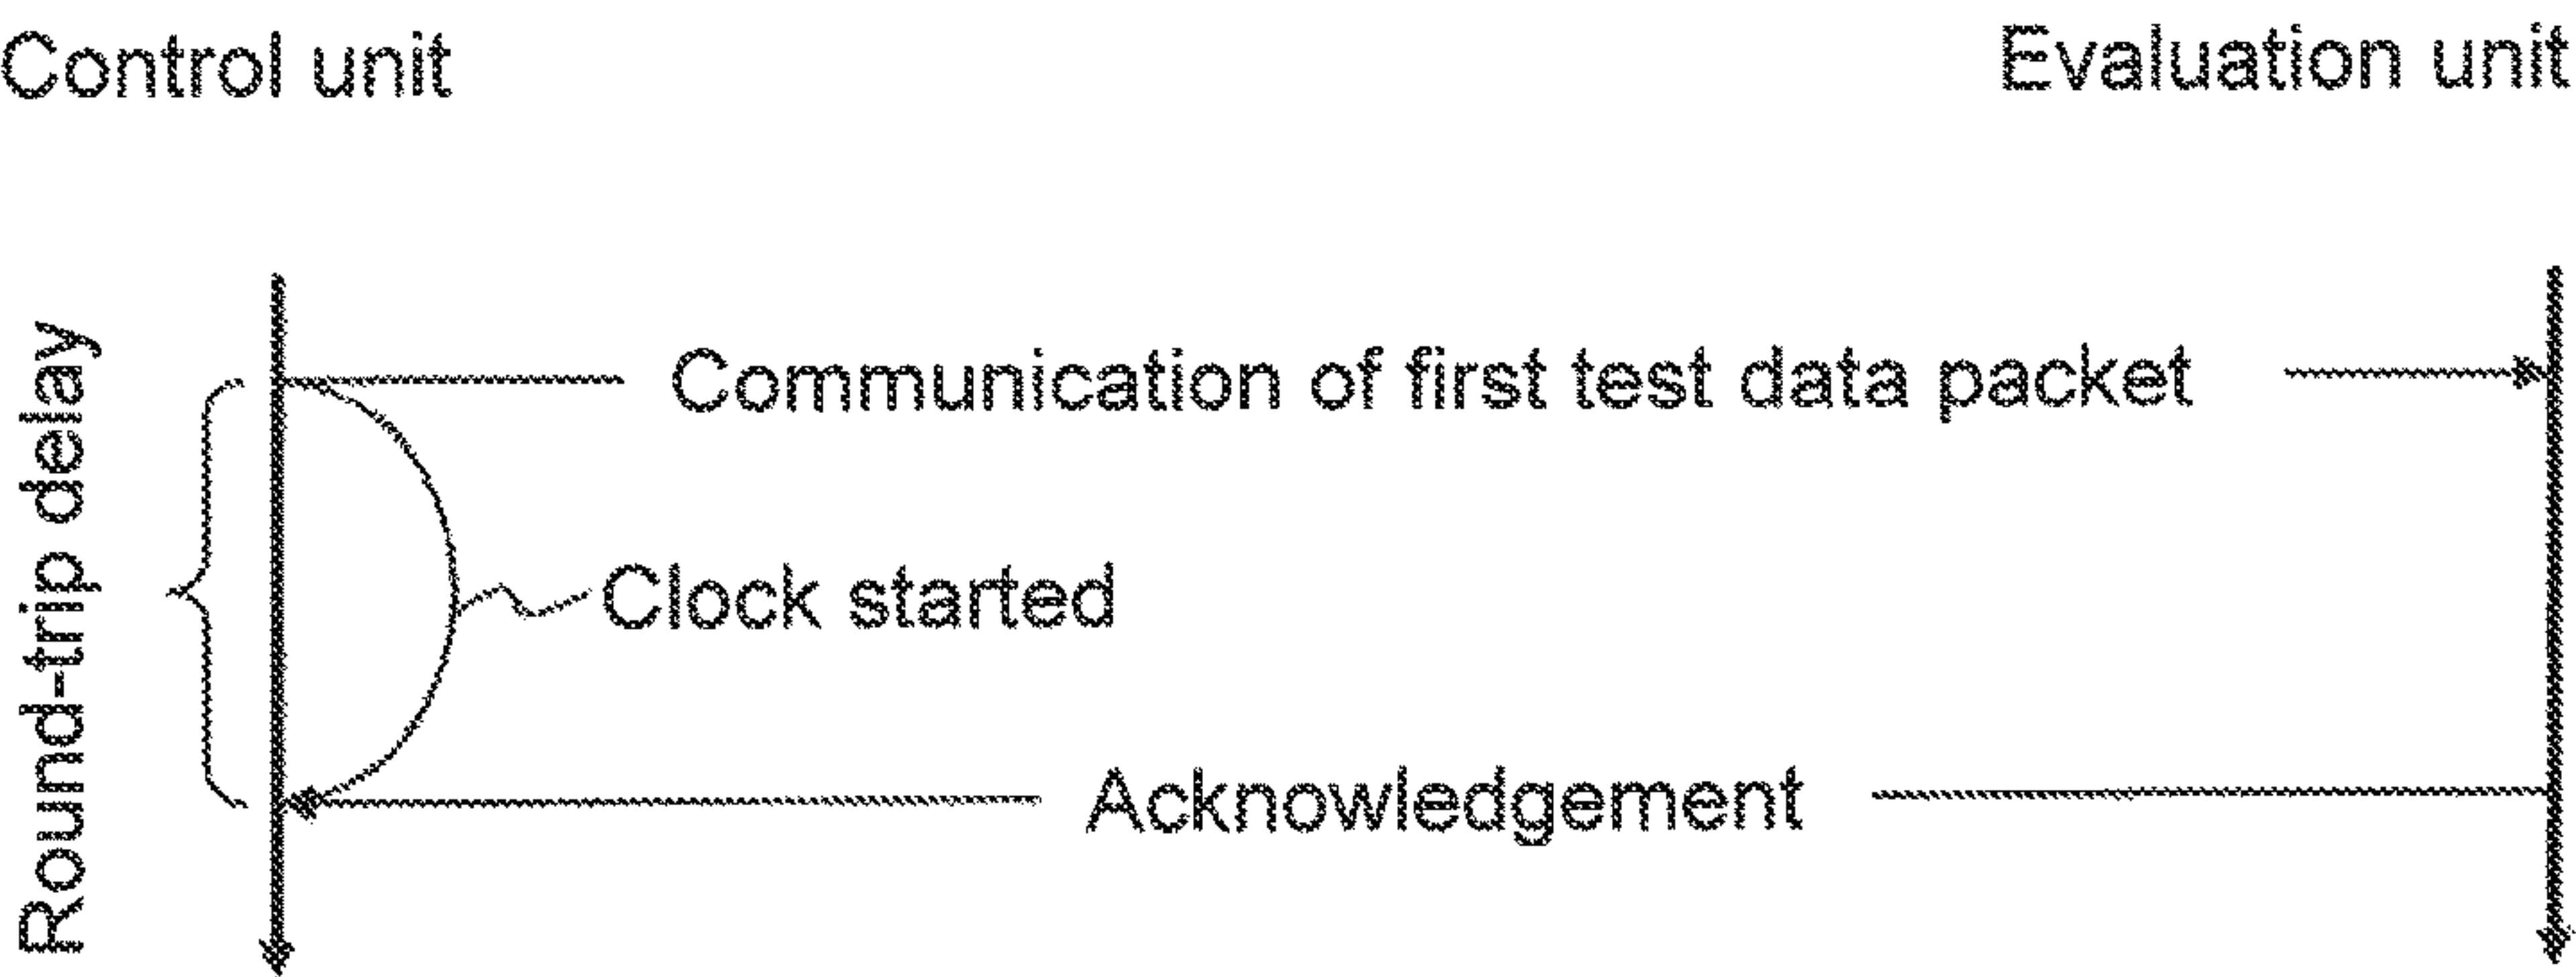 Control unit
Evaluation unit
Communication of first test data packet
Round-trip delay
Clock started
Acknowledgement